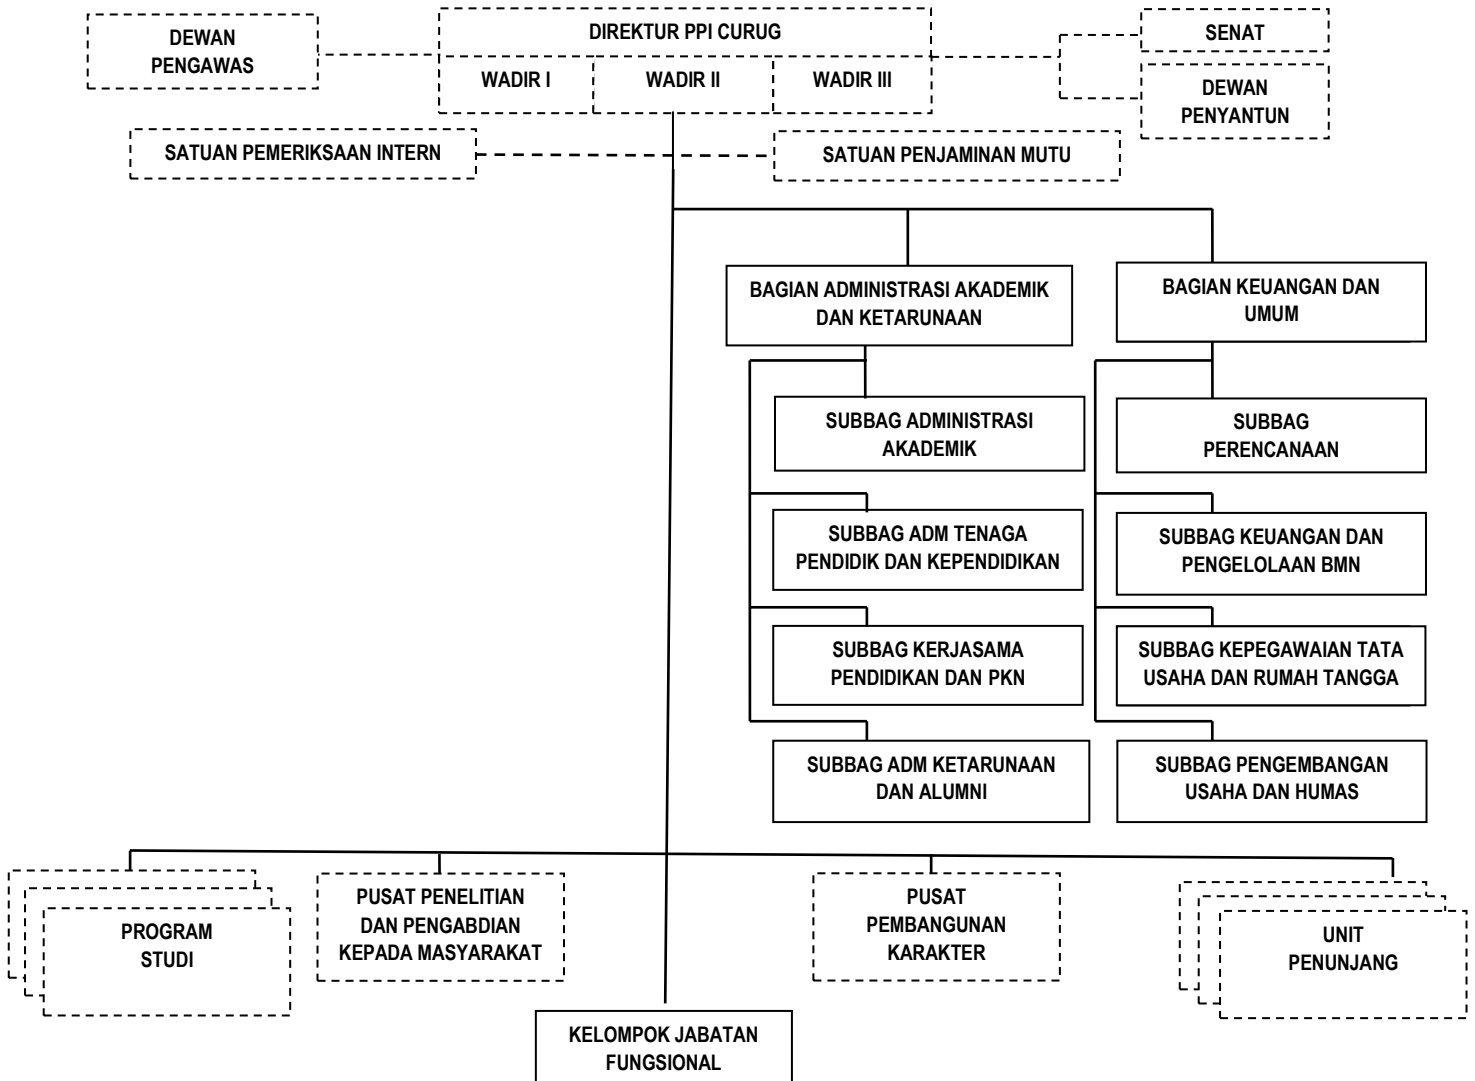 DEWAN
PENGAWAS
DIREKTUR PPI CURUG
WADIR I
WADIR II
WADIR III
SENAT
DEWAN
PENYANTUN
SATUAN PEMERIKSAAN INTERN
SATUAN PENJAMINAN MUTU
BAGIAN ADMINISTRASI AKADEMIK
DAN KETARUNAAN
BAGIAN KEUANGAN DAN
UMUM
SUBBAG ADMINISTRASI
AKADEMIK
SUBBAG
PERENCANAAN
SUBBAG ADM TENAGA
PENDIDIK DAN KEPENDIDIKAN
SUBBAG KEUANGAN DAN
PENGELOLAAN BMN
SUBBAG KERJASAMA
PENDIDIKAN DAN PKN
SUBBAG KEPEGAWAIAN TATA
USAHA DAN RUMAH TANGGA
SUBBAG ADM KETARUNAAN
DAN ALUMNI
SUBBAG PENGEMBANGAN
USAHA DAN HUMAS
PROGRAM
STUDI
PUSAT PENELITIAN
DAN PENGABDIAN
KEPADA MASYARAKAT
PUSAT
PEMBANGUNAN
KARAKTER
UNIT
PENUNJANG
KELOMPOK JABATAN
FUNGSIONAL